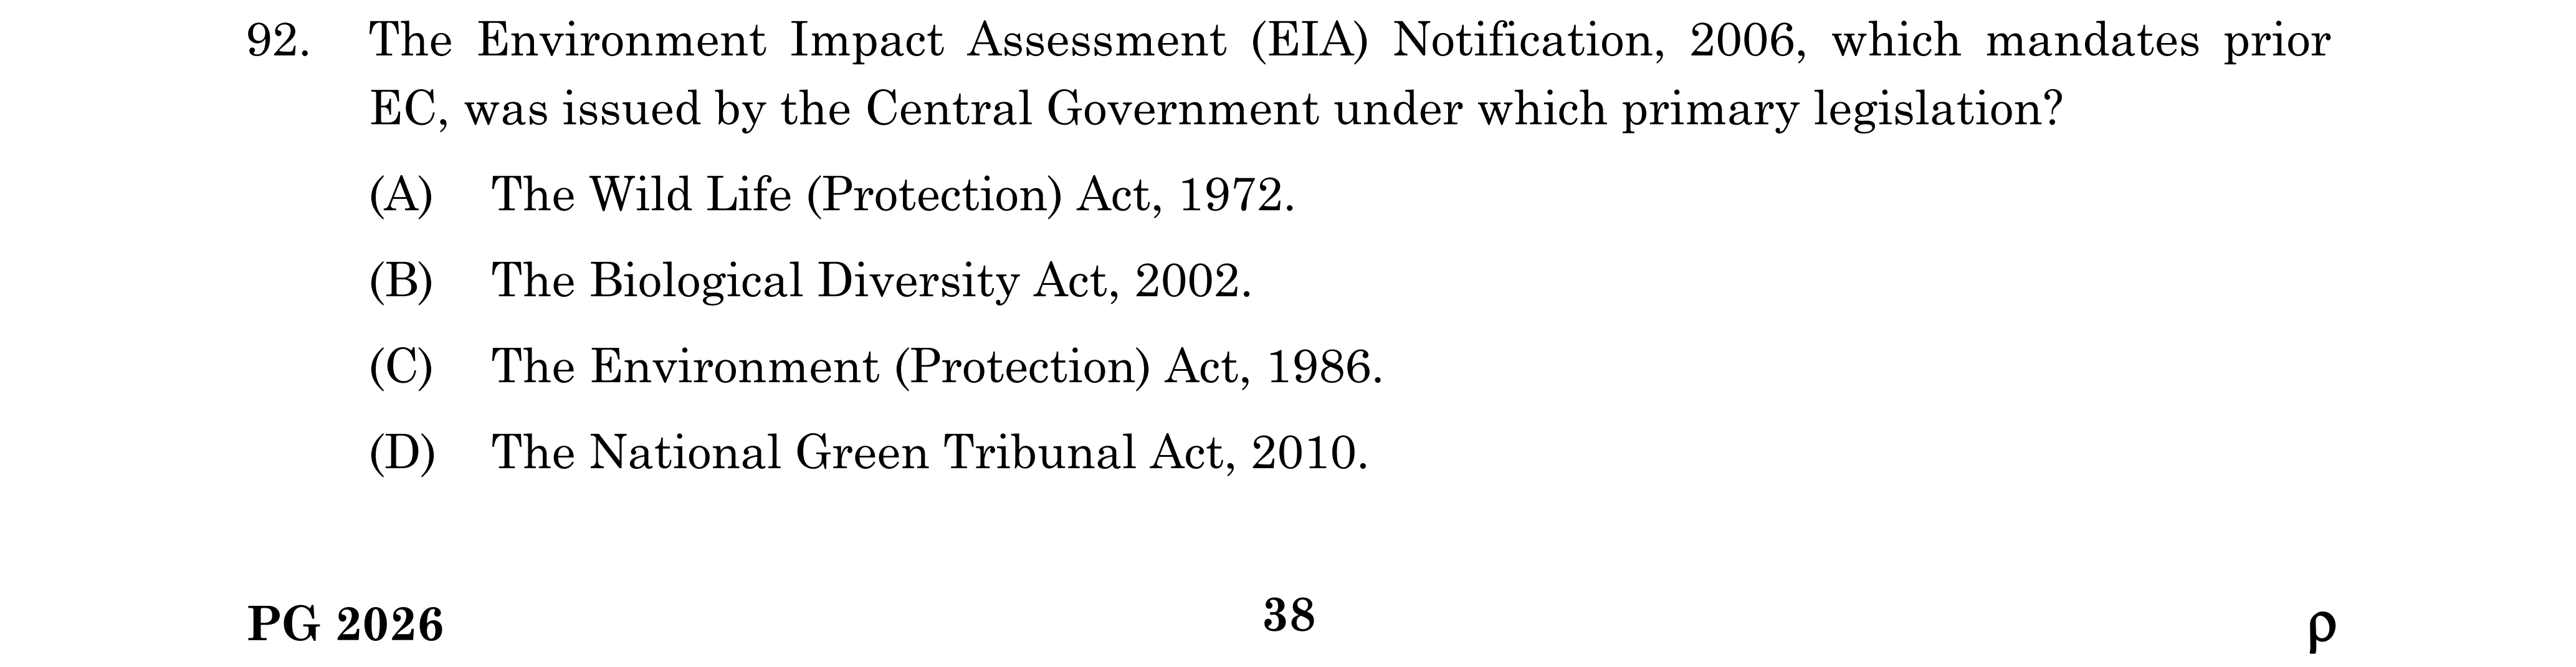 92. The Environment Impact Assessment (EIA) Notification, 2006, which mandates prior
EC, was issued by the Central Government under which primary legislation?
(A) The Wild Life (Protection) Act, 1972.
(B) The Biological Diversity Act, 2002.
(C) The Environment (Protection) Act, 1986.
(D) The National Green Tribunal Act, 2010.
PG 2026 38 ρ